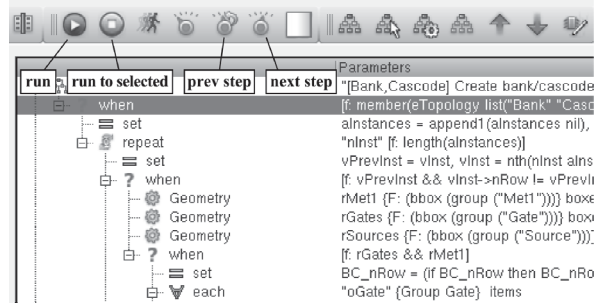 run
run to selected
prev step
next step
Parameters
"[Bank,Cascode] Create bank/cascode
when [f: member(eTopology list("Bank" "Casc
set aInstances = append1(aInstances nil),
repeat "nInst" [f: length(aInstances)]
set vPrevInst = vInst, vInst = nth(nInst aIns
when [f: vPrevInst && vInst->nRow != vPrevI
Geometry rMet1 {F: (bbox (group ("Met1")))} boxe
Geometry rGates {F: (bbox (group ("Gate")))} boxe
Geometry rSources {F: (bbox (group ("Source")))}
when [f: rGates && rMet1]
set BC_nRow = (if BC_nRow then BC_nRo
each "oGate" {Group Gate} items